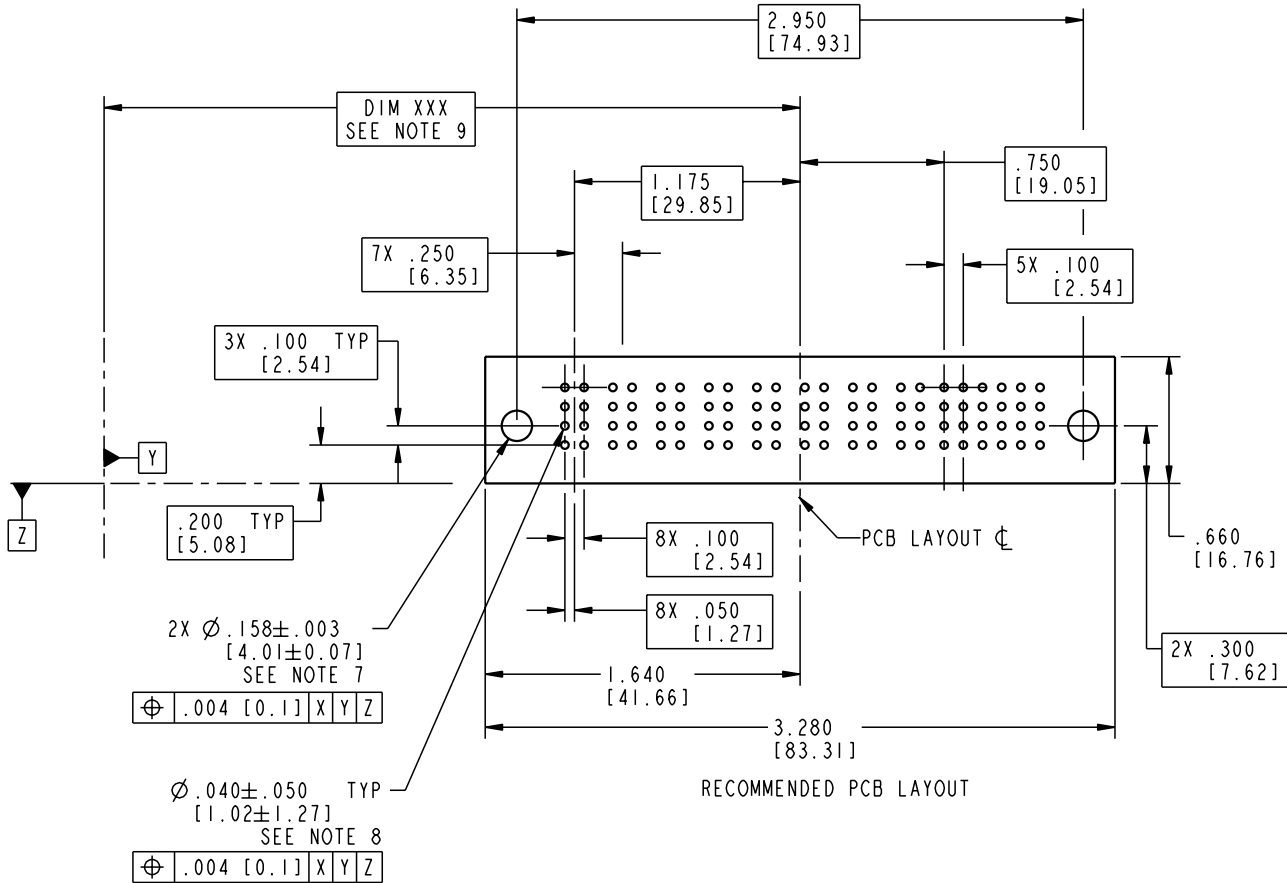 2.950
[74.93]
DIM XXX
SEE NOTE 9
.750
[19.05]
1.175
[29.85]
7X .250
[6.35]
5X .100
[2.54]
3X .100 TYP
[2.54]
Y
Z
.200 TYP
[5.08]
8X .100
[2.54]
PCB LAYOUT ℄
.660
[16.76]
8X .050
[1.27]
2X Ø.158±.003
[4.01±0.07]
SEE NOTE 7
⌖ .004 [0.1] X Y Z
2X .300
[7.62]
1.640
[41.66]
3.280
[83.31]
Ø.040±.050 TYP
[1.02±1.27]
SEE NOTE 8
⌖ .004 [0.1] X Y Z
RECOMMENDED PCB LAYOUT